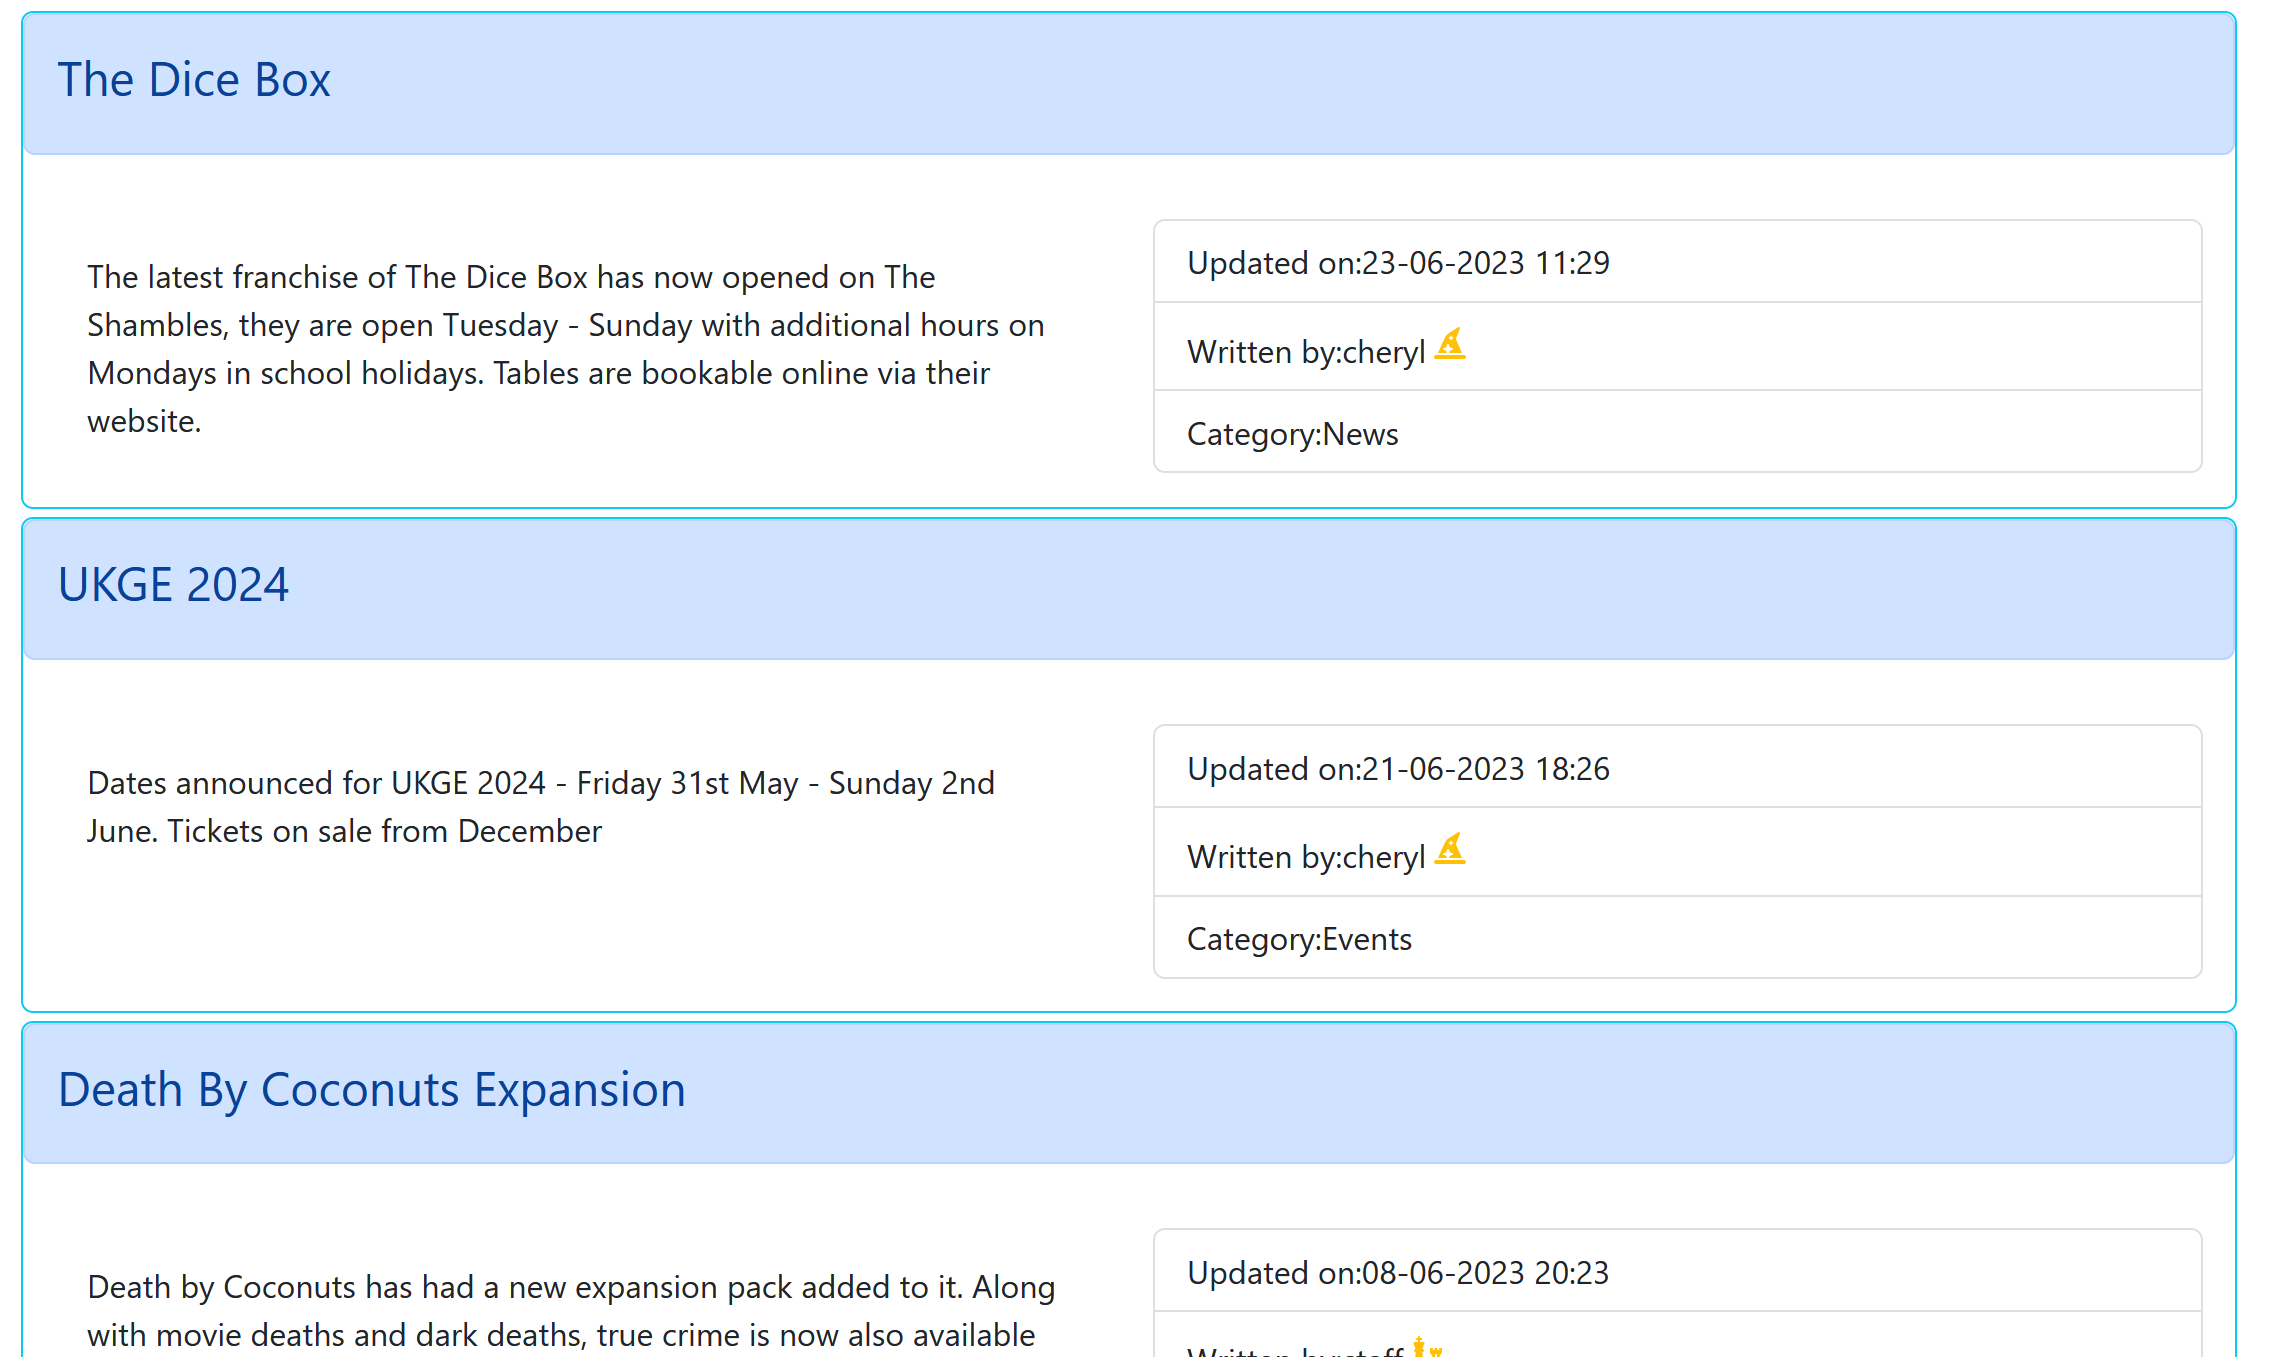 The Dice Box
The latest franchise of The Dice Box has now opened on The
Shambles, they are open Tuesday - Sunday with additional hours on
Mondays in school holidays. Tables are bookable online via their
website.
Updated on:23-06-2023 11:29
Written by:cheryl
Category:News
UKGE 2024
Dates announced for UKGE 2024 - Friday 31st May - Sunday 2nd
June. Tickets on sale from December
Updated on:21-06-2023 18:26
Written by:cheryl
Category:Events
Death By Coconuts Expansion
Death by Coconuts has had a new expansion pack added to it. Along
with movie deaths and dark deaths, true crime is now also available
Updated on:08-06-2023 20:23
Written by:staff